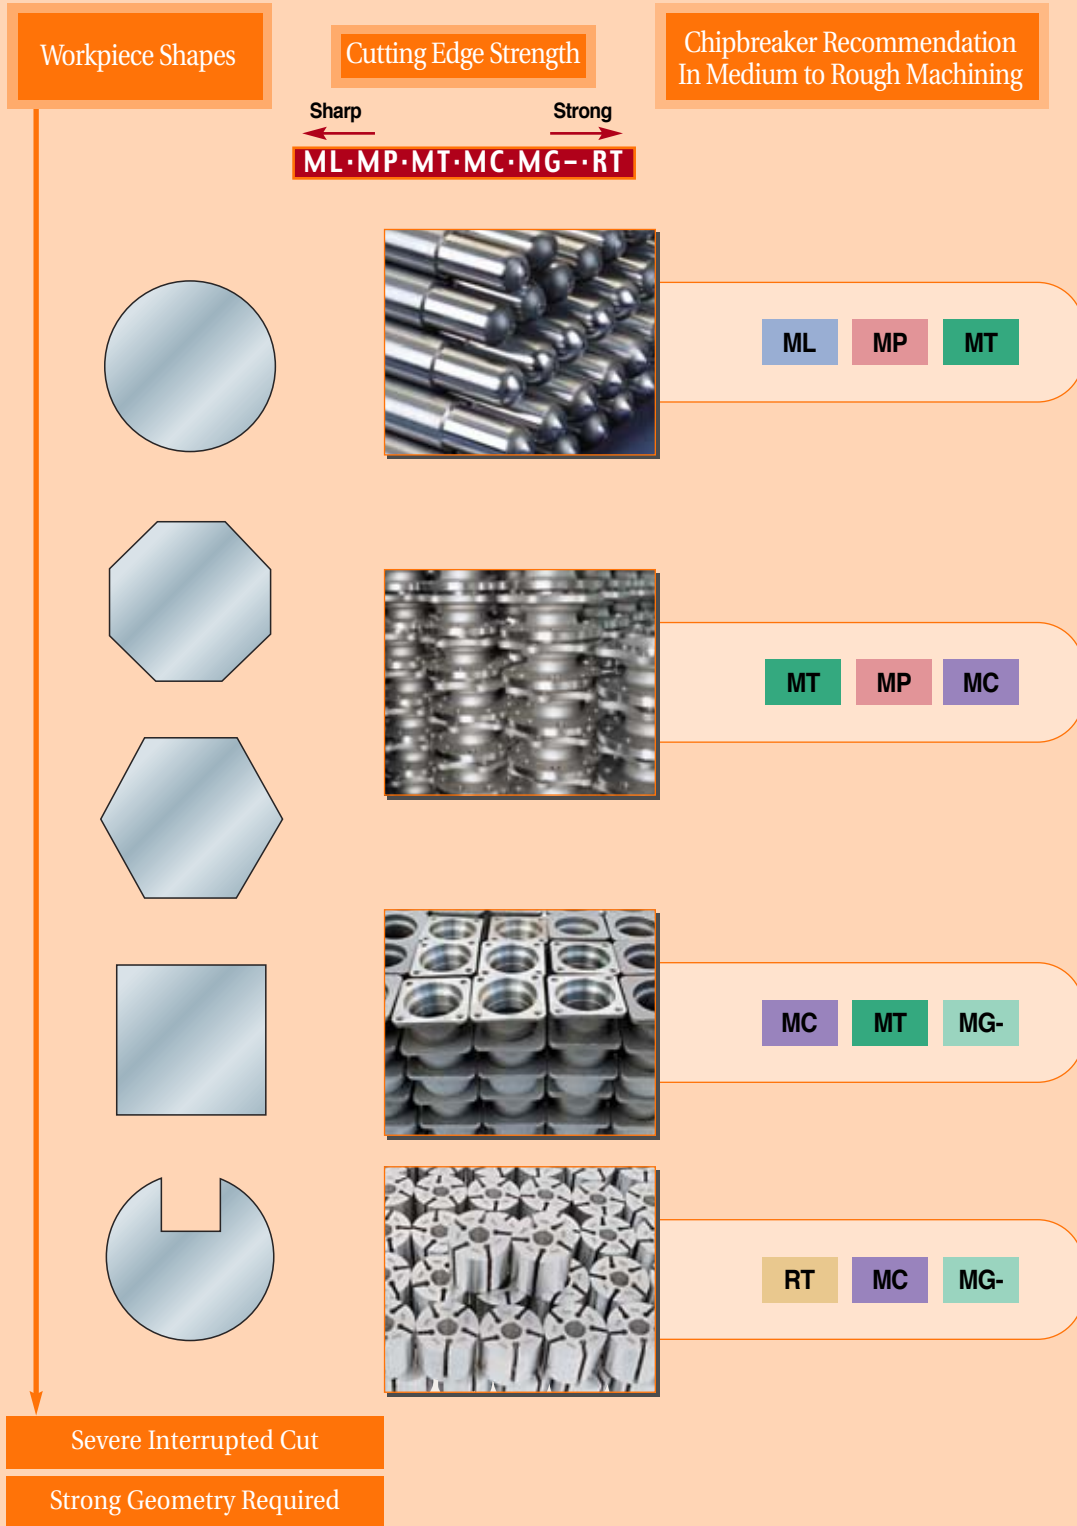 Workpiece Shapes
Cutting Edge Strength
Chipbreaker Recommendation
In Medium to Rough Machining
Sharp Strong
ML·MP·MT·MC·MG–·RT
ML MP MT
MT MP MC
MC MT MG-
RT MC MG-
Severe Interrupted Cut
Strong Geometry Required